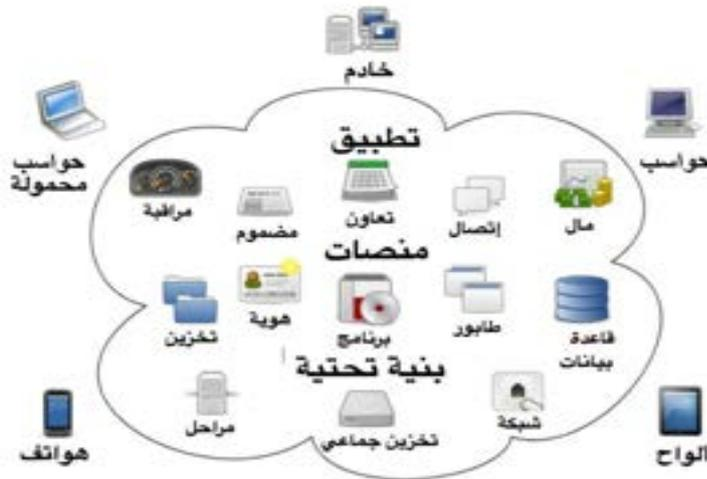 خادم
حواسب
محمولة
حواسب
تطبيق
مراقبة
مضموم
تعاون
إتصال
مال
منصات
تخزين
هوية
برنامج
طابور
قاعدة
بيانات
بنية تحتية
مراحل
تخزين جماعي
شبكة
هواتف
ألواح